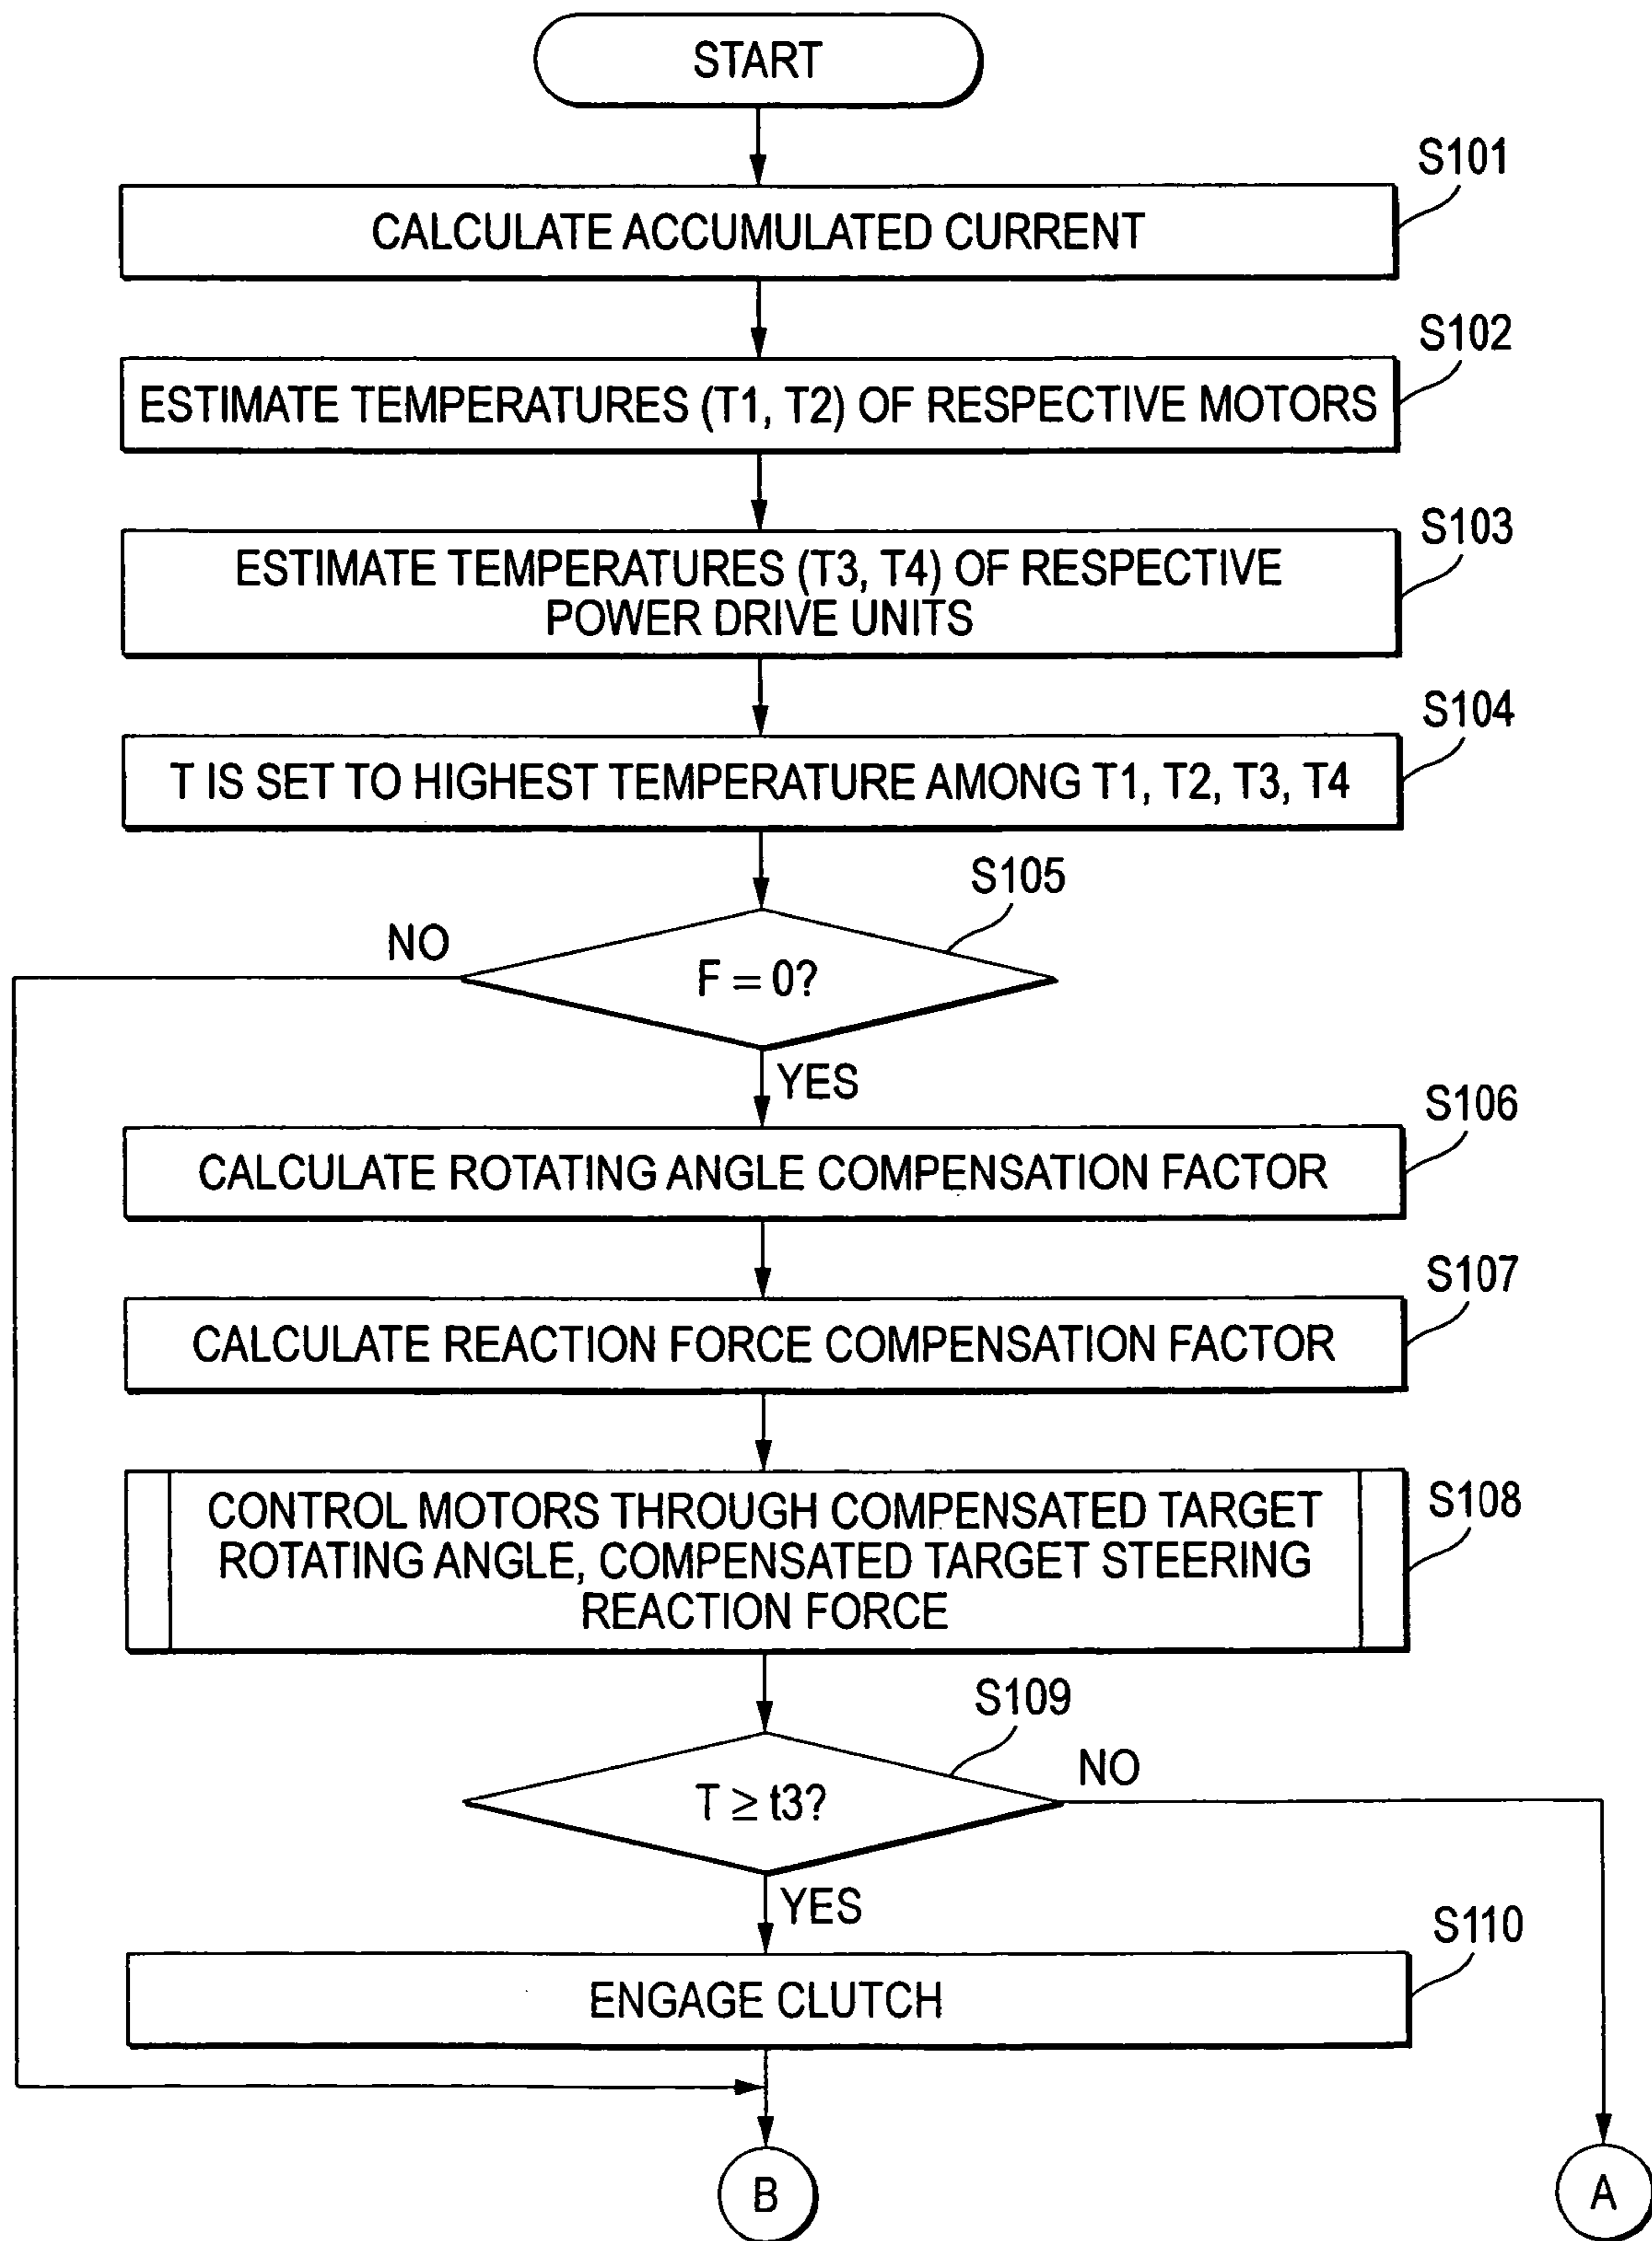 START
S101
CALCULATE ACCUMULATED CURRENT
S102
ESTIMATE TEMPERATURES (T1, T2) OF RESPECTIVE MOTORS
S103
ESTIMATE TEMPERATURES (T3, T4) OF RESPECTIVE
POWER DRIVE UNITS
S104
T IS SET TO HIGHEST TEMPERATURE AMONG T1, T2, T3, T4
S105
NO
F = 0?
YES
S106
CALCULATE ROTATING ANGLE COMPENSATION FACTOR
S107
CALCULATE REACTION FORCE COMPENSATION FACTOR
S108
CONTROL MOTORS THROUGH COMPENSATED TARGET
ROTATING ANGLE, COMPENSATED TARGET STEERING
REACTION FORCE
S109
NO
T ≥ t3?
YES
S110
ENGAGE CLUTCH
B
A